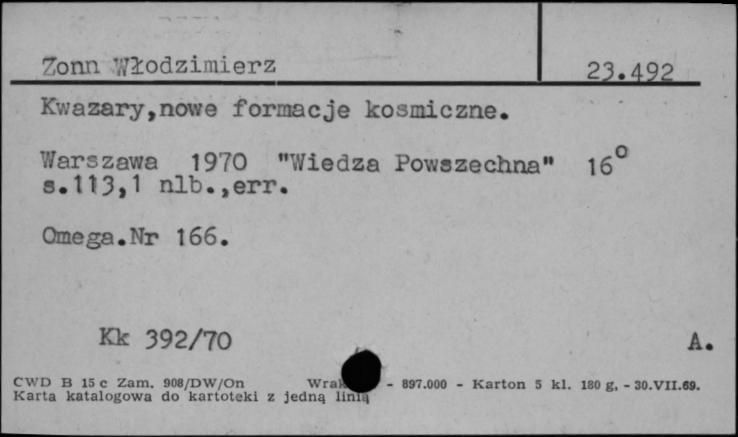 Zonn Włodzimierz 23.492
Kwazary,nowe formacje kosmiczne.
Warszawa 1970 "Wiedza Powszechna" 16°
s.113,1 nlb.,err.
Omega.Nr 166.
Kk 392/70 A.
CWD B 15 c Zam. 908/DW/On - 897.000 - Karton 5 kl. 180 g, - 30.VII.69.
Karta katalogowa do kartoteki z jedną linią